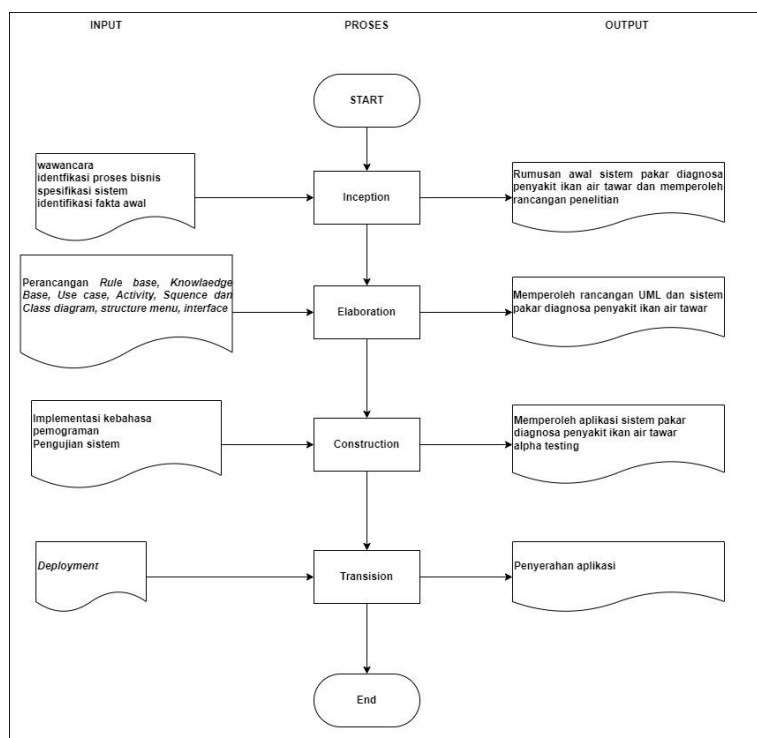 INPUT
PROSES
OUTPUT
START
wawancara
identfikasi proses bisnis
spesifikasi sistem
identifikasi fakta awal
Inception
Rumusan awal sistem pakar diagnosa
penyakit ikan air tawar dan memperoleh
rancangan penelitian
Perancangan Rule base, Knowlaedge
Base, Use case, Activity, Squence dan
Class diagram, structure menu, interface
Elaboration
Memperoleh rancangan UML dan sistem
pakar diagnosa penyakit ikan air tawar
Implementasi kebahasa
pemograman
Pengujian sistem
Construction
Memperoleh aplikasi sistem pakar
diagnosa penyakit ikan air tawar
alpha testing
Deployment
Transision
Penyerahan aplikasi
End